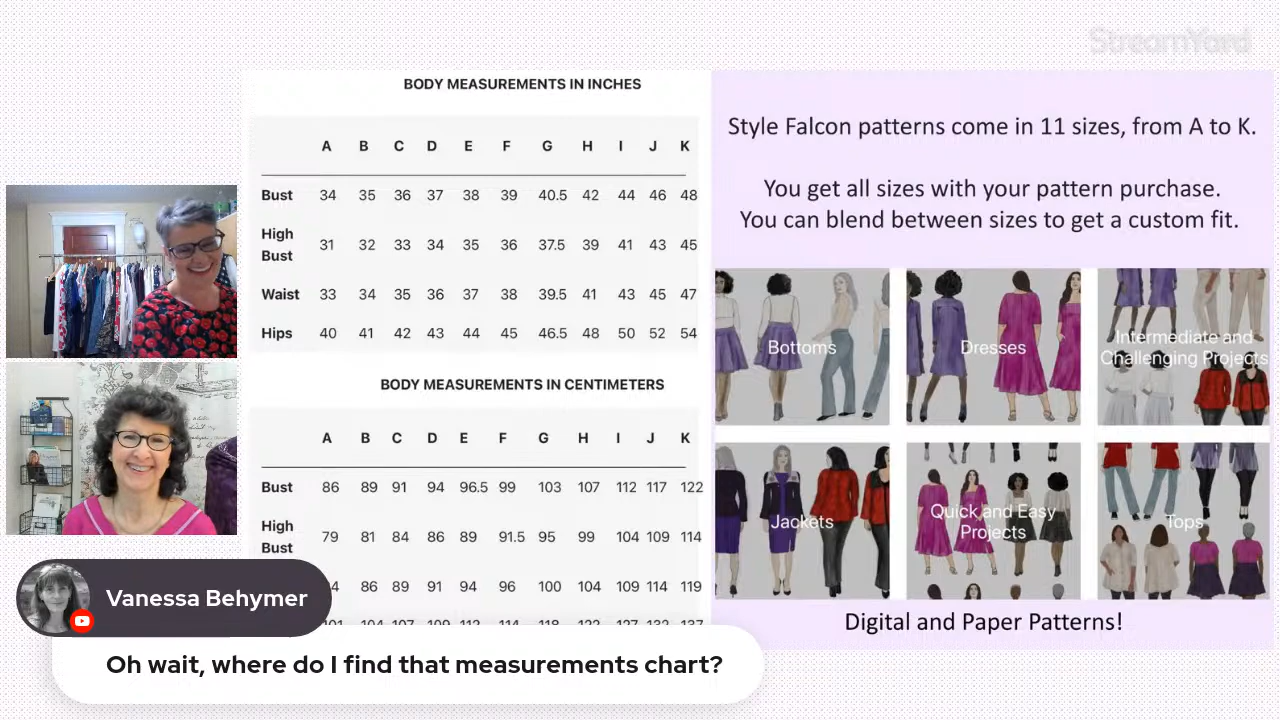 StreamYard
BODY MEASUREMENTS IN INCHES
A B C D E F G H I J K
Bust 34 35 36 37 38 39 40.5 42 44 46 48
High
Bust 31 32 33 34 35 36 37.5 39 41 43 45
Waist 33 34 35 36 37 38 39.5 41 43 45 47
Hips 40 41 42 43 44 45 46.5 48 50 52 54
BODY MEASUREMENTS IN CENTIMETERS
A B C D E F G H I J K
Bust 86 89 91 94 96.5 99 103 107 112 117 122
High
Bust 79 81 84 86 89 91.5 95 99 104 109 114
86 89 91 94 96 100 104 109 114 119
Style Falcon patterns come in 11 sizes, from A to K.
You get all sizes with your pattern purchase.
You can blend between sizes to get a custom fit.
Bottoms
Dresses
Intermediate and
Challenging Projects
Jackets
Quick and Easy
Projects
Tops
Digital and Paper Patterns!
Vanessa Behymer
Oh wait, where do I find that measurements chart?